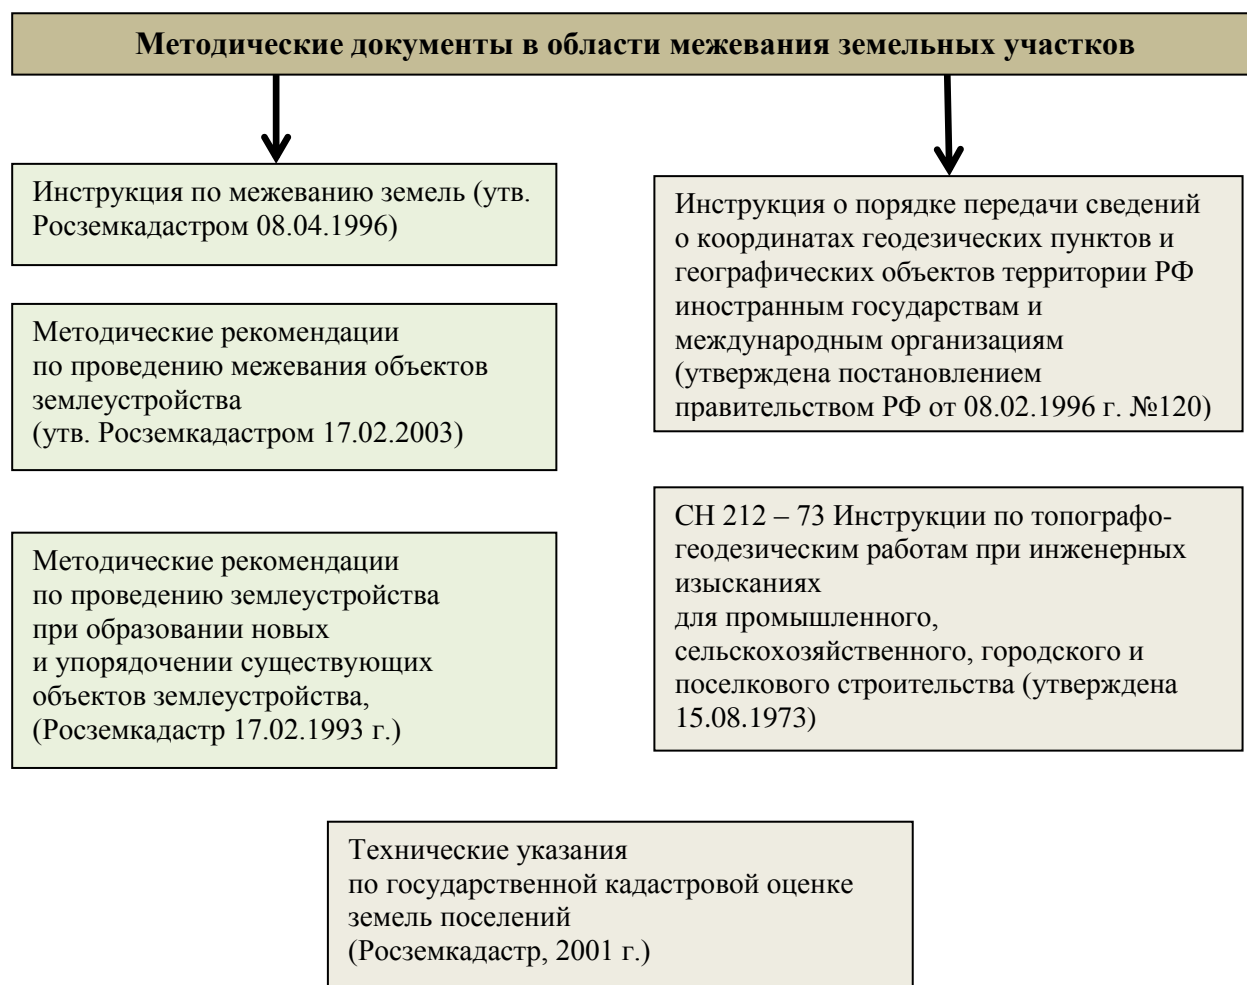 Методические документы в области межевания земельных участков
Инструкция по межеванию земель (утв.
Росземкадастром 08.04.1996)
Методические рекомендации
по проведению межевания объектов
землеустройства
(утв. Росземкадастром 17.02.2003)
Методические рекомендации
по проведению землеустройства
при образовании новых
и упорядочении существующих
объектов землеустройства,
(Росземкадастр 17.02.1993 г.)
Инструкция о порядке передачи сведений
о координатах геодезических пунктов и
географических объектов территории РФ
иностранным государствам и
международным организациям
(утверждена постановлением
правительством РФ от 08.02.1996 г. №120)
СН 212 – 73 Инструкции по топографо-
геодезическим работам при инженерных
изысканиях
для промышленного,
сельскохозяйственного, городского и
поселкового строительства (утверждена
15.08.1973)
Технические указания
по государственной кадастровой оценке
земель поселений
(Росземкадастр, 2001 г.)